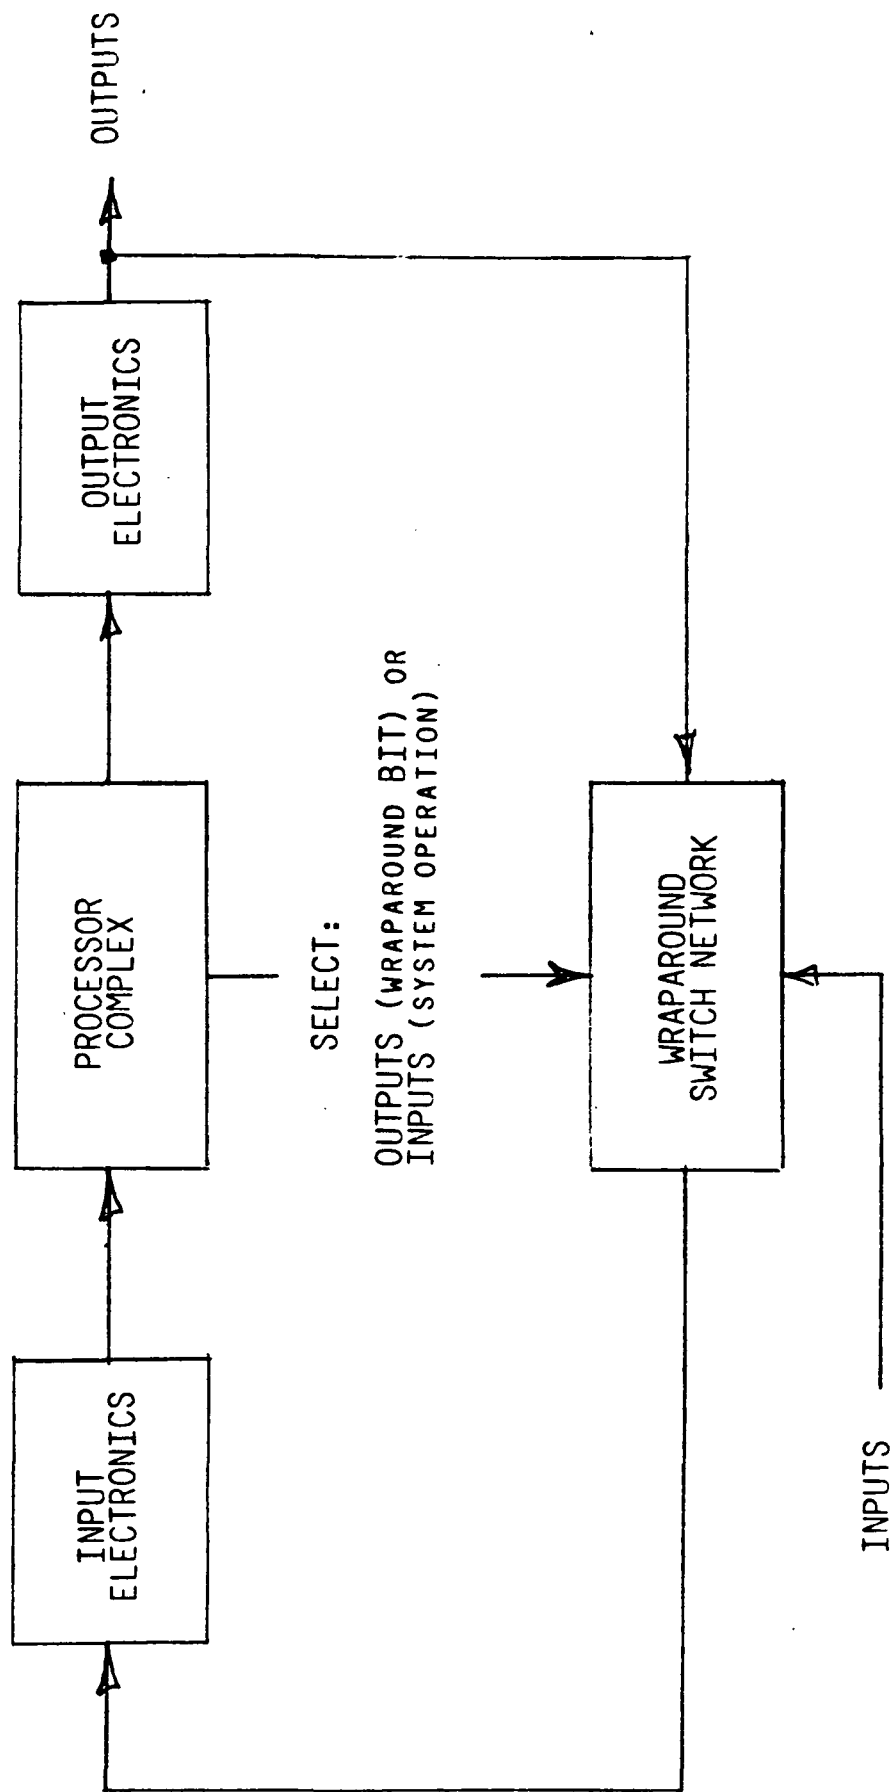 INPUT
ELECTRONICS
PROCESSOR
COMPLEX
OUTPUT
ELECTRONICS
OUTPUTS
SELECT:
OUTPUTS (WRAPAROUND BIT) OR
INPUTS (SYSTEM OPERATION)
WRAPAROUND
SWITCH NETWORK
INPUTS